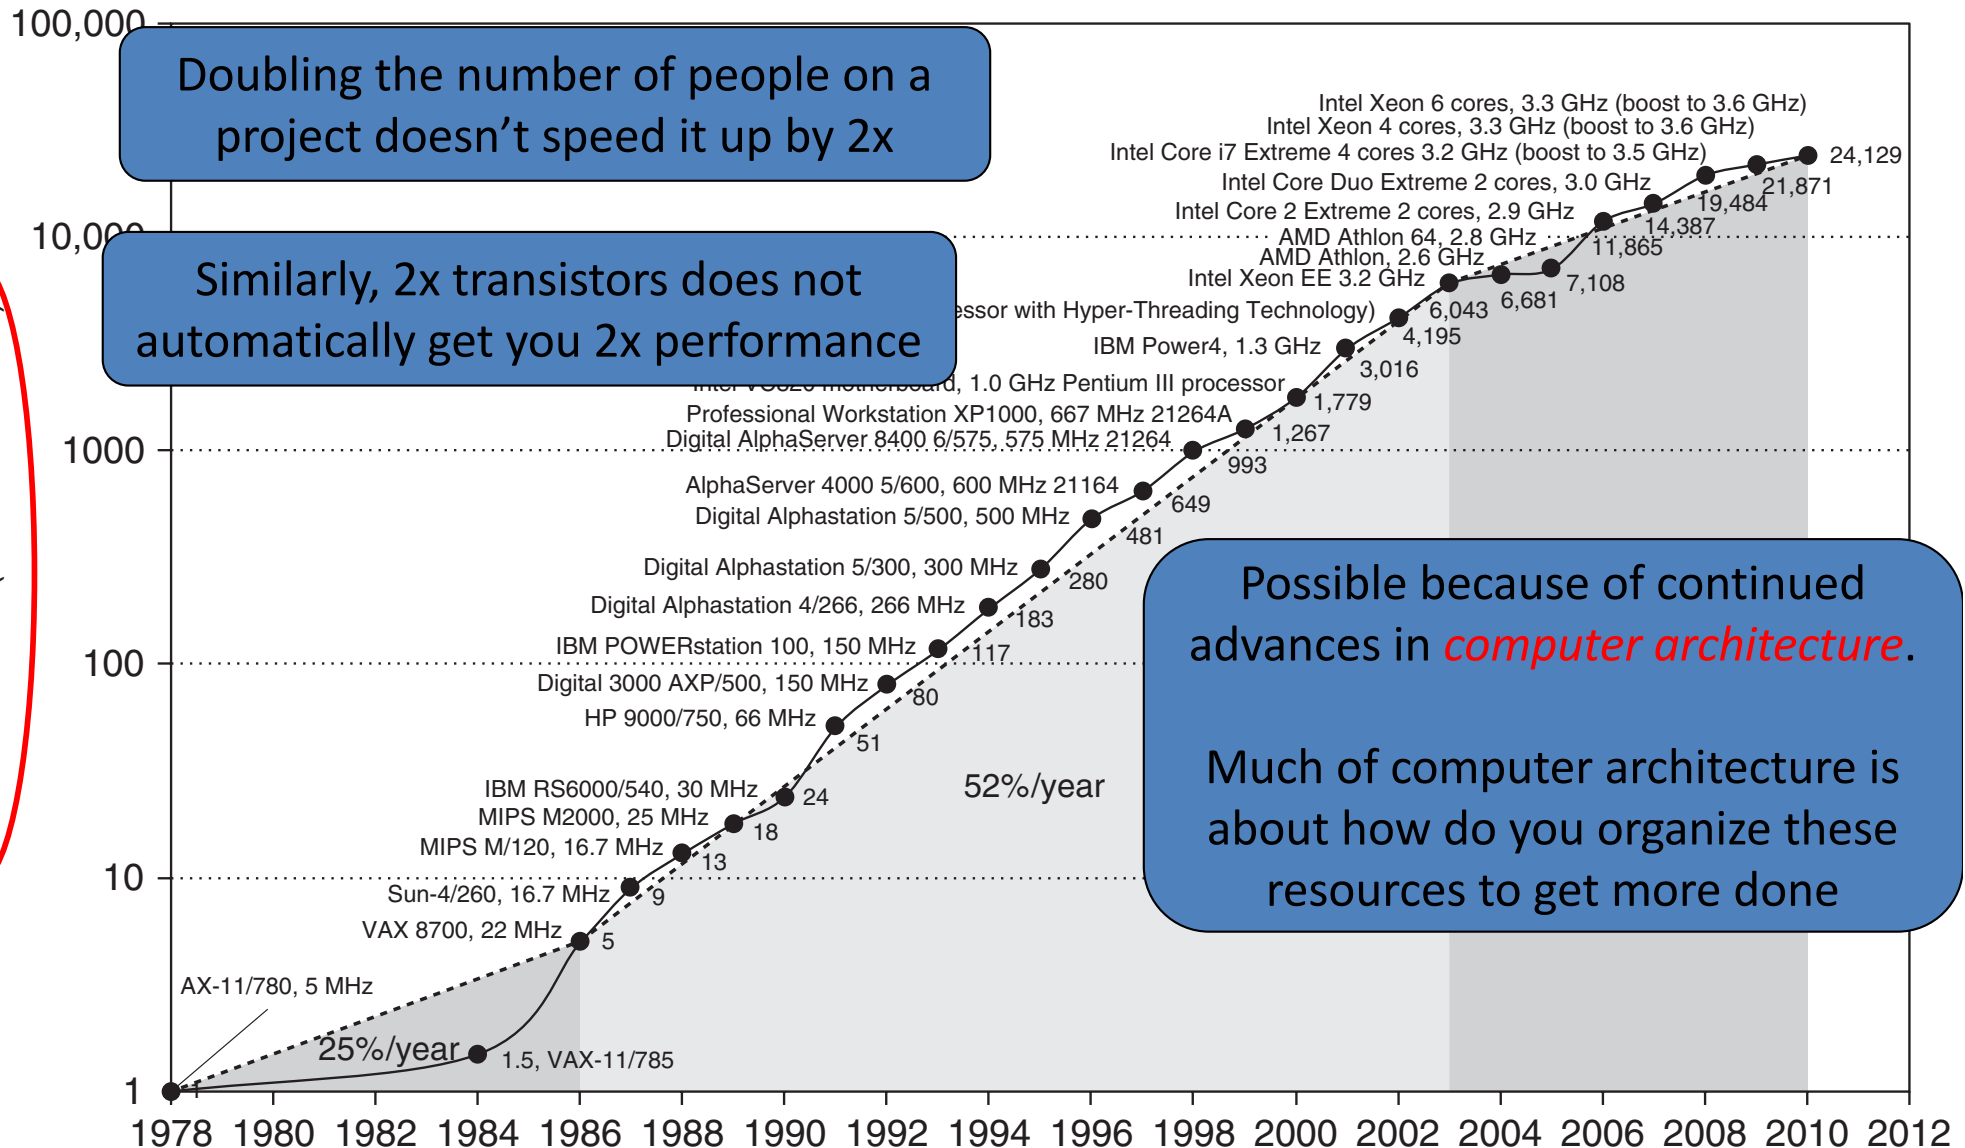 100,000
Doubling the number of people on a
project doesn’t speed it up by 2x
Intel Xeon 6 cores, 3.3 GHz (boost to 3.6 GHz)
Intel Xeon 4 cores, 3.3 GHz (boost to 3.6 GHz)
Intel Core i7 Extreme 4 cores 3.2 GHz (boost to 3.5 GHz)
24,129
Intel Core Duo Extreme 2 cores, 3.0 GHz
21,871
Intel Core 2 Extreme 2 cores, 2.9 GHz
19,484
10,000
AMD Athlon 64, 2.8 GHz
14,387
AMD Athlon, 2.6 GHz
11,865
Similarly, 2x transistors does not
automatically get you 2x performance
Intel Xeon EE 3.2 GHz
7,108
6,681
with Hyper-Threading Technology)
6,043
4,195
IBM Power4, 1.3 GHz
3,016
motherboard, 1.0 GHz Pentium III processor
1,779
Professional Workstation XP1000, 667 MHz 21264A
1,267
1000
Digital AlphaServer 8400 6/575, 575 MHz 21264
993
AlphaServer 4000 5/600, 600 MHz 21164
649
Digital Alphastation 5/500, 500 MHz
481
Digital Alphastation 5/300, 300 MHz
280
Digital Alphastation 4/266, 266 MHz
183
IBM POWERstation 100, 150 MHz
117
100
Digital 3000 AXP/500, 150 MHz
80
HP 9000/750, 66 MHz
51
Possible because of continued
advances in computer architecture.
Much of computer architecture is
about how do you organize these
resources to get more done
52%/year
IBM RS6000/540, 30 MHz
24
MIPS M2000, 25 MHz
18
MIPS M/120, 16.7 MHz
13
10
Sun-4/260, 16.7 MHz
9
VAX 8700, 22 MHz
5
AX-11/780, 5 MHz
25%/year
1.5, VAX-11/785
1
1978 1980 1982 1984 1986 1988 1990 1992 1994 1996 1998 2000 2002 2004 2006 2008 2010 2012